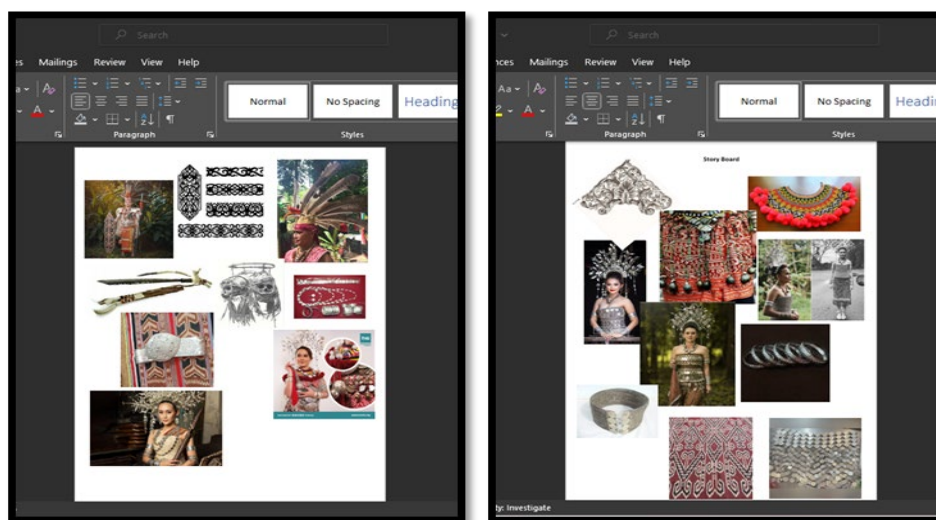 Search
Mailings Review View Help
Normal
No Spacing
Heading
Paragraph
Styles
Search
Mailings Review View Help
Aa
Normal
No Spacing
Paragraph
Styles
Story Board
Investigate